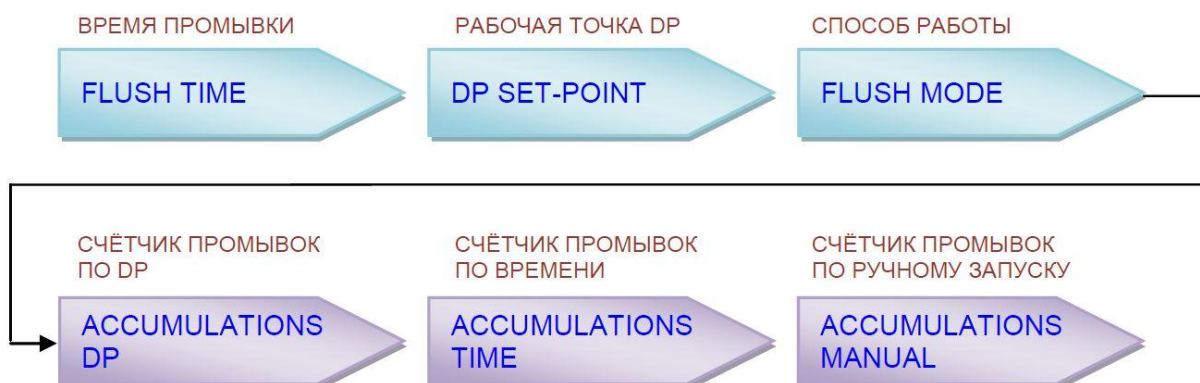 ВРЕМЯ ПРОМЫВКИ
FLUSH TIME
РАБОЧАЯ ТОЧКА DP
DP SET-POINT
СПОСОБ РАБОТЫ
FLUSH MODE
СЧЁТЧИК ПРОМЫВОК
ПО DP
ACCUMULATIONS
DP
СЧЁТЧИК ПРОМЫВОК
ПО ВРЕМЕНИ
ACCUMULATIONS
TIME
СЧЁТЧИК ПРОМЫВОК
ПО РУЧНОМУ ЗАПУСКУ
ACCUMULATIONS
MANUAL